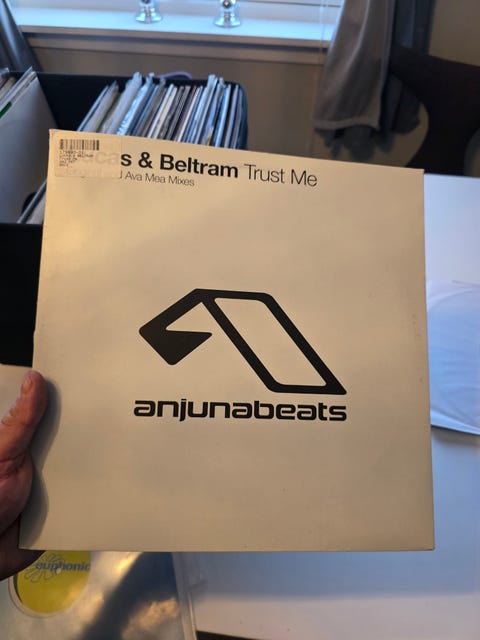 & Beltram Trust Me
Ava Mea Mixes
anjunabeats
euphonic